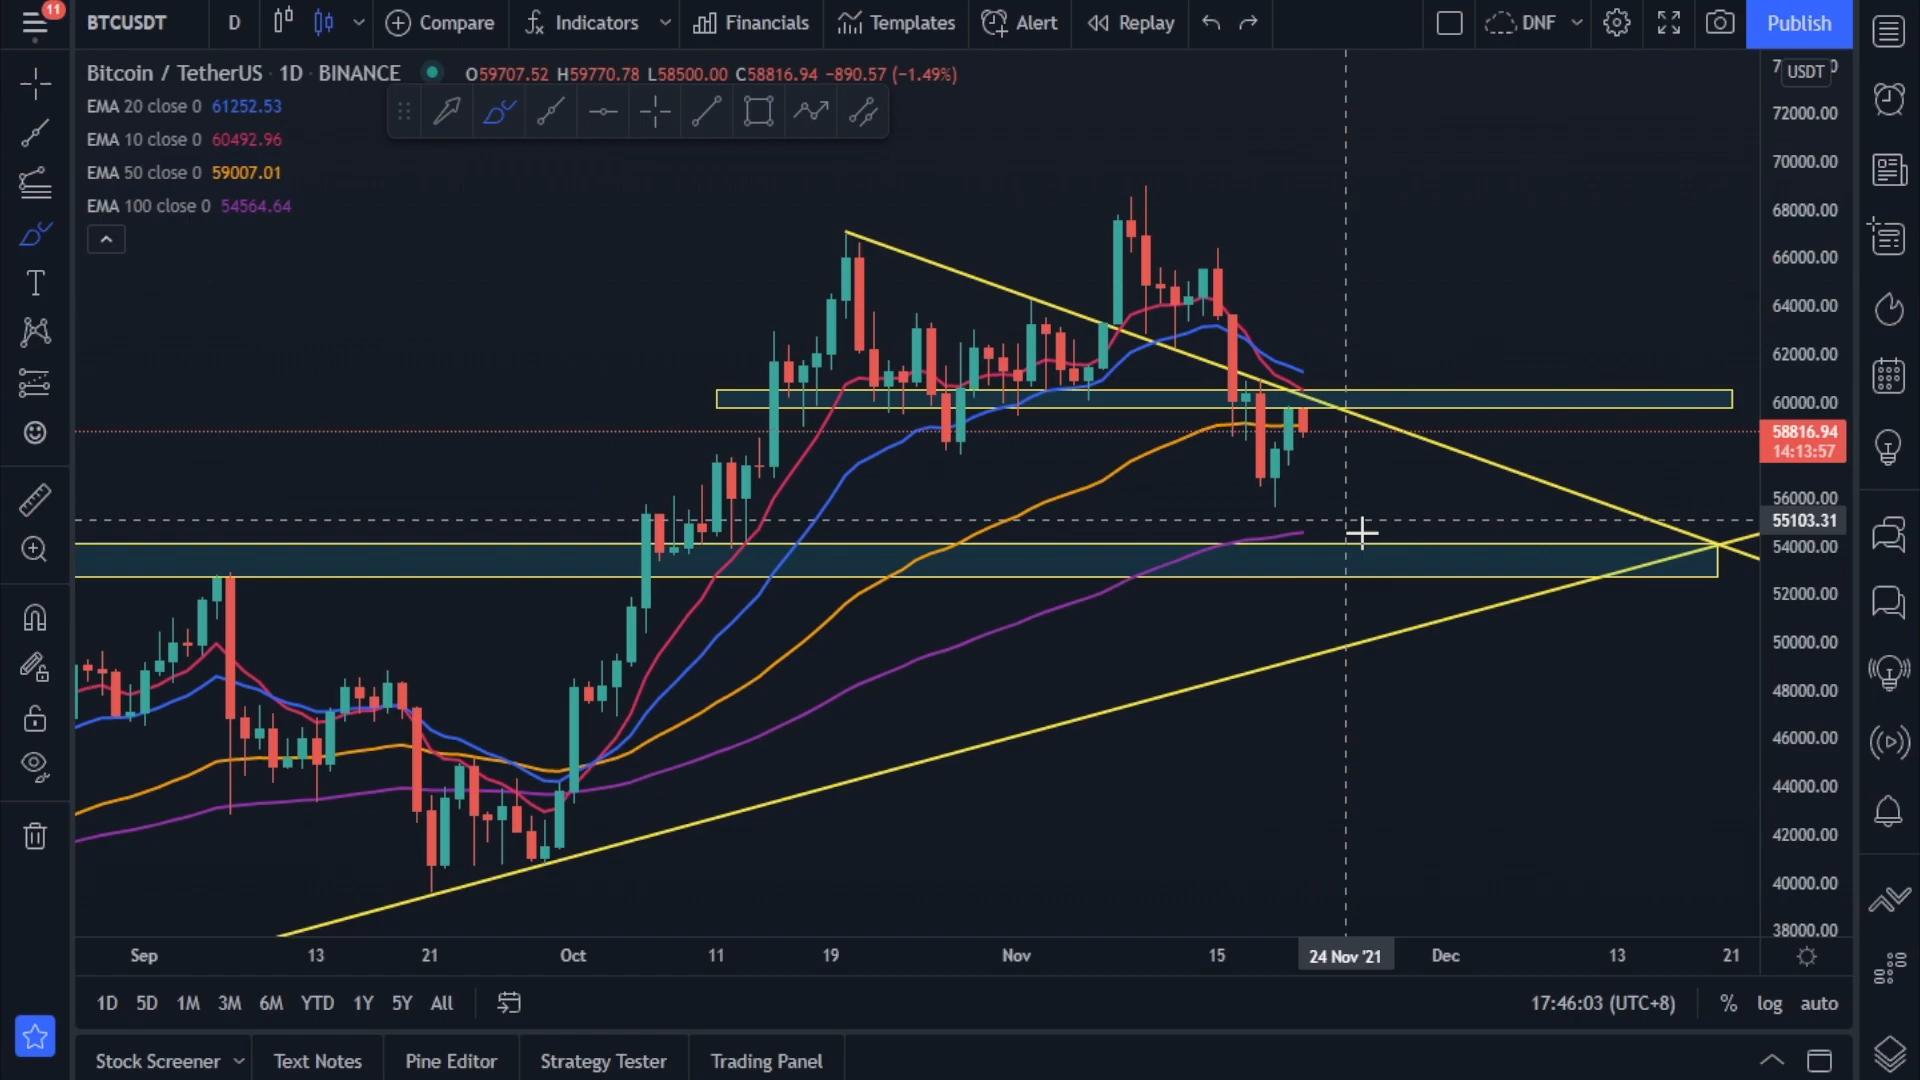 11
BTCUSDT D Compare Indicators Financials Templates Alert Replay DNF Publish
Bitcoin / TetherUS · 1D · BINANCE O59707.52 H59770.78 L58500.00 C58816.94 −890.57 (−1.49%)
EMA 20 close 0 61252.53
EMA 10 close 0 60492.96
EMA 50 close 0 59007.01
EMA 100 close 0 54564.64
USDT
72000.00
70000.00
68000.00
66000.00
64000.00
62000.00
60000.00
58816.94
14:13:57
56000.00
55103.31
54000.00
52000.00
50000.00
48000.00
46000.00
44000.00
42000.00
40000.00
38000.00
Sep 13 21 Oct 11 19 Nov 15 24 Nov '21 Dec 13 21
1D 5D 1M 3M 6M YTD 1Y 5Y All 17:46:03 (UTC+8) % log auto
Stock Screener Text Notes Pine Editor Strategy Tester Trading Panel